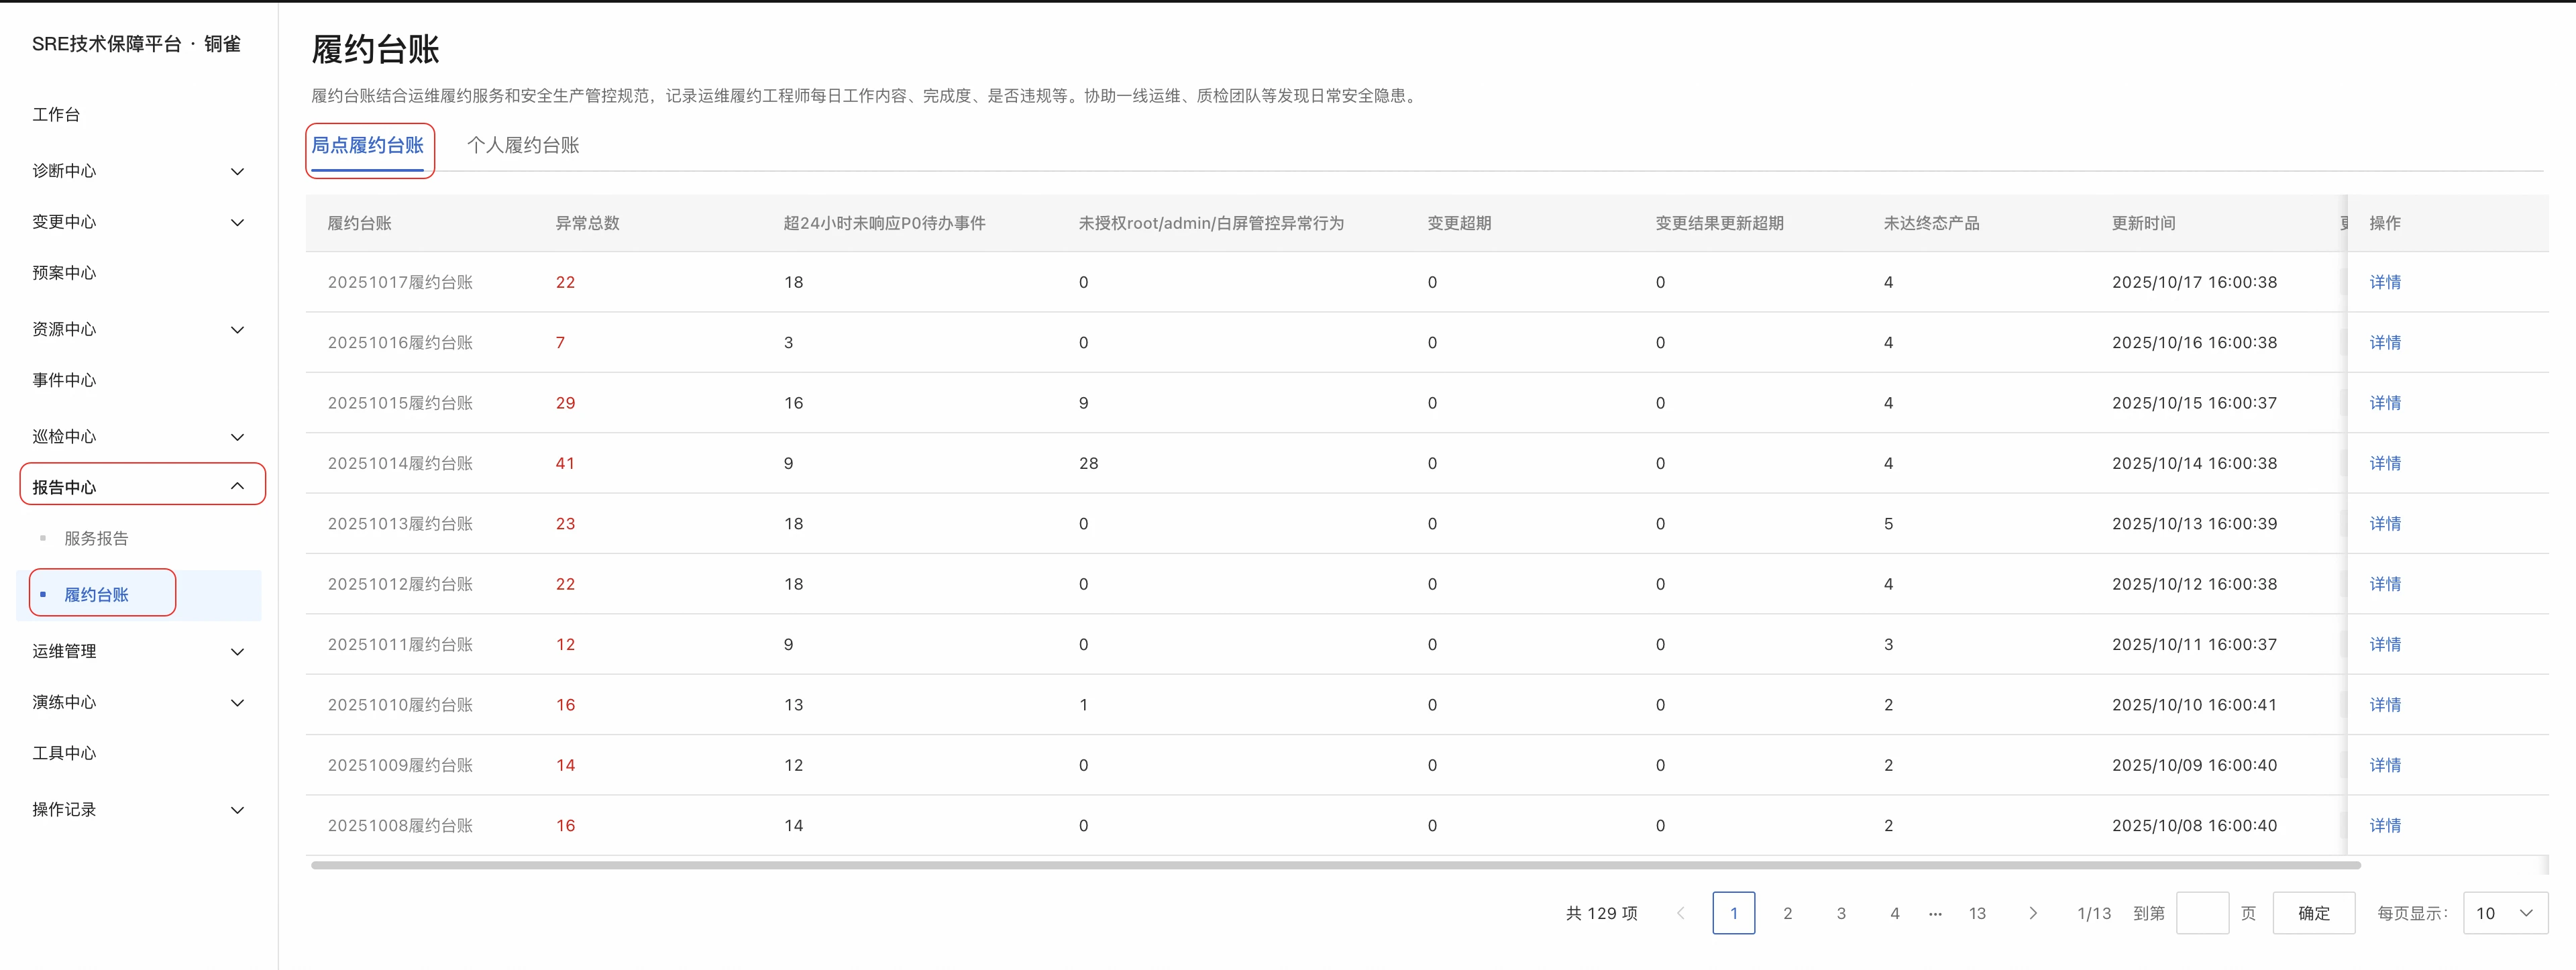 SRE技术保障平台 · 铜雀
工作台
诊断中心
变更中心
预案中心
资源中心
事件中心
巡检中心
报告中心
服务报告
履约台账
运维管理
演练中心
工具中心
操作记录
履约台账
履约台账结合运维履约服务和安全生产管控规范，记录运维履约工程师每日工作内容、完成度、是否违规等。协助一线运维、质检团队等发现日常安全隐患。
局点履约台账 个人履约台账
履约台账 异常总数 超24小时未响应P0待办事件 未授权root/admin/白屏管控异常行为 变更超期 变更结果更新超期 未达终态产品 更新时间 操作
20251017履约台账 22 18 0 0 0 4 2025/10/17 16:00:38 详情
20251016履约台账 7 3 0 0 0 4 2025/10/16 16:00:38 详情
20251015履约台账 29 16 9 0 0 4 2025/10/15 16:00:37 详情
20251014履约台账 41 9 28 0 0 4 2025/10/14 16:00:38 详情
20251013履约台账 23 18 0 0 0 5 2025/10/13 16:00:39 详情
20251012履约台账 22 18 0 0 0 4 2025/10/12 16:00:38 详情
20251011履约台账 12 9 0 0 0 3 2025/10/11 16:00:37 详情
20251010履约台账 16 13 1 0 0 2 2025/10/10 16:00:41 详情
20251009履约台账 14 12 0 0 0 2 2025/10/09 16:00:40 详情
20251008履约台账 16 14 0 0 0 2 2025/10/08 16:00:40 详情
共 129 项 1 2 3 4 ··· 13 1/13 到第 页 确定 每页显示: 10